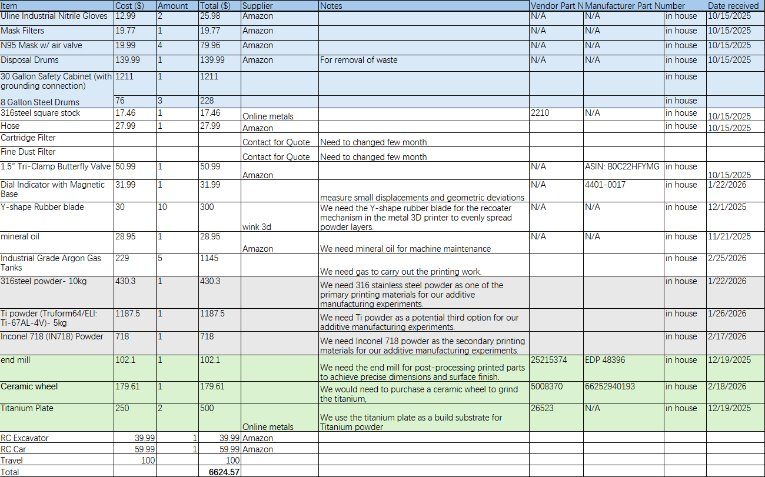 Item Cost ($) Amount Total ($) Supplier Notes Vendor Part N Manufacturer Part Number Date received
Uline Industrial Nitrile Gloves 12.99 2 25.98 Amazon N/A N/A in house 10/15/2025
Mask Filters 19.77 1 19.77 Amazon N/A N/A in house 10/15/2025
N95 Mask w/ air valve 19.99 4 79.96 Amazon N/A N/A in house 10/15/2025
Disposal Drums 139.99 1 139.99 Amazon For removal of waste N/A N/A in house 10/15/2025
30 Gallon Safety Cabinet (with 1211 1 1211 in house
grounding connection)
8 Gallon Steel Drums 76 3 228 in house
316steel square stock 17.46 1 17.46 Online metals 2210 N/A in house 10/15/2025
Hose 27.99 1 27.99 Amazon in house 10/15/2025
Cartridge Filter Contact for Quote Need to changed few month
Fine Dust Filter Contact for Quote Need to changed few month
1.5" Tri-Clamp Butterfly Valve 50.99 1 50.99 Amazon N/A ASIN: B0C22HFYMG in house 10/15/2025
Dial Indicator with Magnetic 31.99 1 31.99 N/A 4401-0017 in house 1/22/2026
Base measure small displacements and geometric deviations
Y-shape Rubber blade 30 10 300 We need the Y-shape rubber blade for the recoater N/A N/A in house 12/1/2025
mechanism in the metal 3D printer to evenly spread
wink 3d powder layers.
mineral oil 28.95 1 28.95 Amazon We need mineral oil for machine maintenance N/A N/A in house 11/21/2025
Industrial Grade Argon Gas 229 5 1145 in house 2/25/2026
Tanks We need gas to carry out the printing work.
316steel powder- 10kg 430.3 1 430.3 We need 316 stainless steel powder as one of the in house 1/22/2026
primary printing materials for our additive
manufacturing experiments.
Ti powder (Truform64/ELI: 1187.5 1 1187.5 in house 1/26/2026
Ti-67AL-4V)- 5kg We need Ti powder as a potential third option for our
additive manufacturing experiments.
Inconel 718 (IN718) Powder 718 1 718 in house 2/17/2026
We need Inconel 718 powder as the secondary printing
materials for our additive manufacturing experiments.
end mill 102.1 1 102.1 25215374 EDP 48396 in house 12/19/2025
We need the end mill for post-processing printed parts
to achieve precise dimensions and surface finish.
Ceramic wheel 179.61 1 179.61 We would need to purchase a ceramic wheel to grind 5008370 66252940193 in house 2/18/2026
the titanium,
Titanium Plate 250 2 500 26523 N/A in house 12/19/2025
We use the titanium plate as a build substrate for
Online metals Titanium powder
RC Excavator 39.99 1 39.99 Amazon
RC Car 59.99 1 59.99 Amazon
Travel 100 100
Total 6624.57